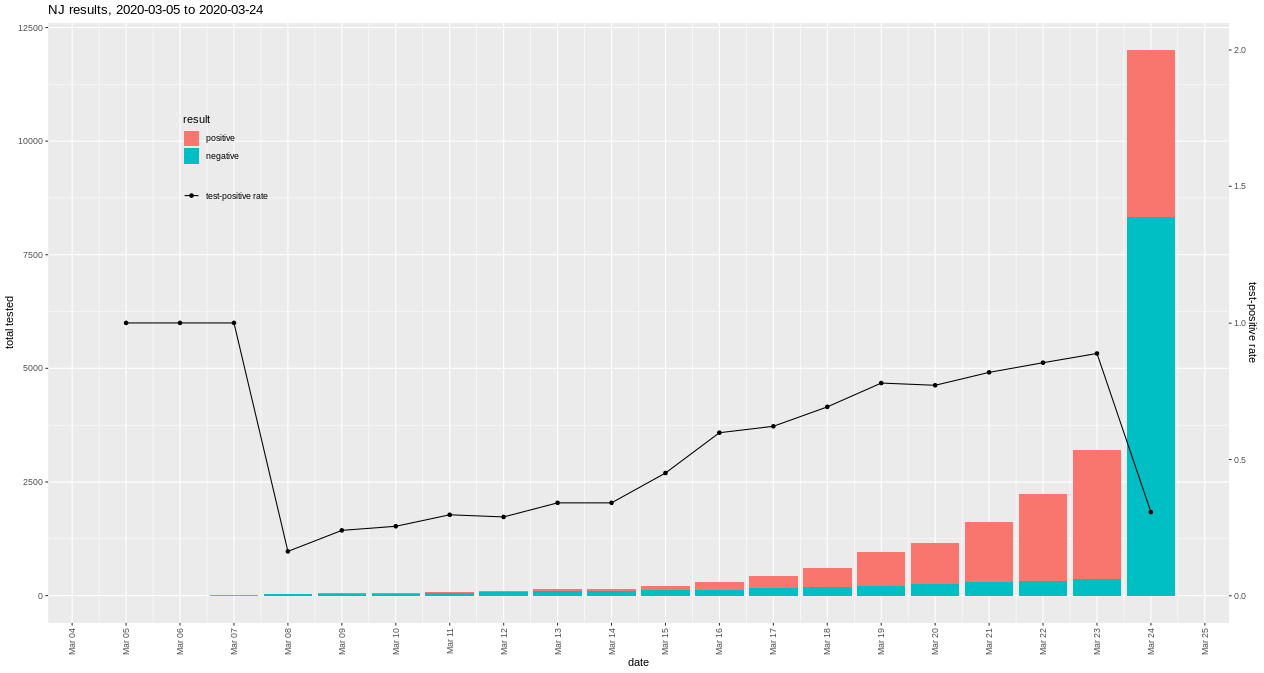 NJ results, 2020-03-05 to 2020-03-24
total tested
12500
10000
7500
5000
2500
0
result
positive
negative
test-positive rate
2.0
1.5
1.0
0.5
0.0
test-positive rate
Mar 04
Mar 05
Mar 06
Mar 07
Mar 08
Mar 09
Mar 10
Mar 11
Mar 12
Mar 13
Mar 14
Mar 15
Mar 16
Mar 17
Mar 18
Mar 19
Mar 20
Mar 21
Mar 22
Mar 23
Mar 24
Mar 25
date